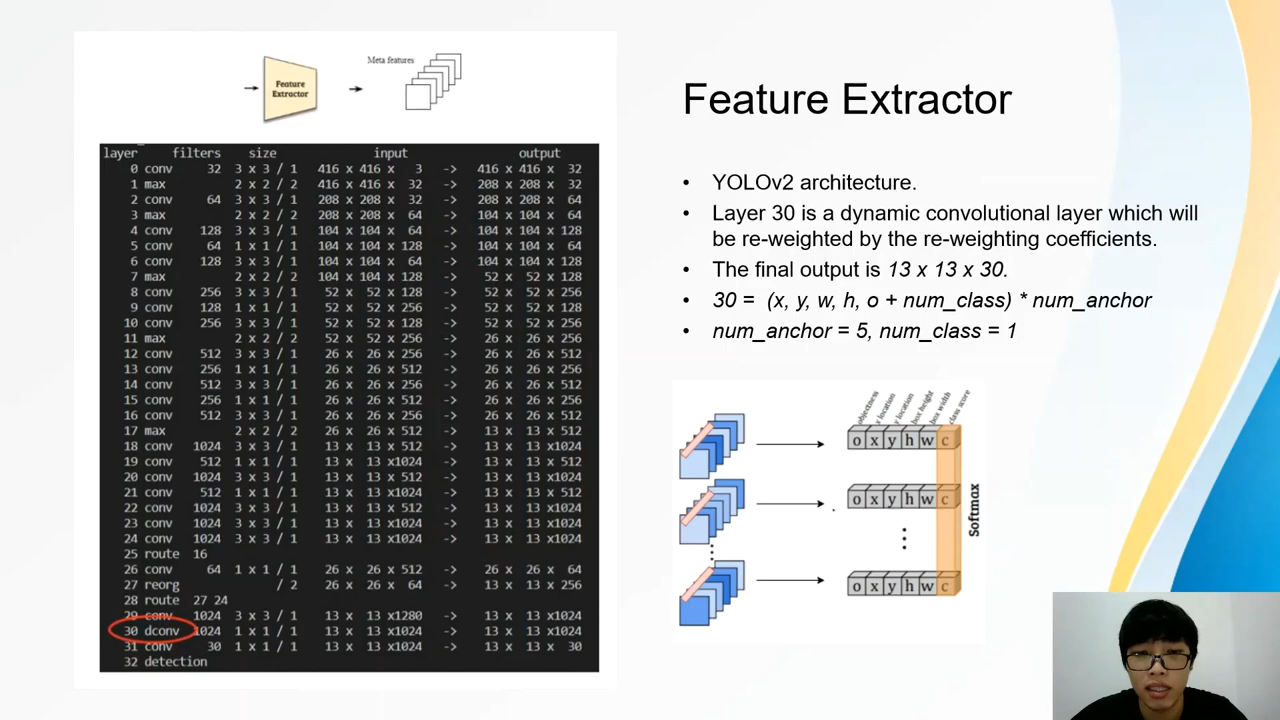 Meta features
Feature
Extractor
layer filters size input output
0 conv 32 3 x 3 / 1 416 x 416 x 3 -> 416 x 416 x 32
1 max 2 x 2 / 2 416 x 416 x 32 -> 208 x 208 x 32
2 conv 64 3 x 3 / 1 208 x 208 x 32 -> 208 x 208 x 64
3 max 2 x 2 / 2 208 x 208 x 64 -> 104 x 104 x 64
4 conv 128 3 x 3 / 1 104 x 104 x 64 -> 104 x 104 x 128
5 conv 64 1 x 1 / 1 104 x 104 x 128 -> 104 x 104 x 64
6 conv 128 3 x 3 / 1 104 x 104 x 64 -> 104 x 104 x 128
7 max 2 x 2 / 2 104 x 104 x 128 -> 52 x 52 x 128
8 conv 256 3 x 3 / 1 52 x 52 x 128 -> 52 x 52 x 256
9 conv 128 1 x 1 / 1 52 x 52 x 256 -> 52 x 52 x 128
10 conv 256 3 x 3 / 1 52 x 52 x 128 -> 52 x 52 x 256
11 max 2 x 2 / 2 52 x 52 x 256 -> 26 x 26 x 256
12 conv 512 3 x 3 / 1 26 x 26 x 256 -> 26 x 26 x 512
13 conv 256 1 x 1 / 1 26 x 26 x 512 -> 26 x 26 x 256
14 conv 512 3 x 3 / 1 26 x 26 x 256 -> 26 x 26 x 512
15 conv 256 1 x 1 / 1 26 x 26 x 512 -> 26 x 26 x 256
16 conv 512 3 x 3 / 1 26 x 26 x 256 -> 26 x 26 x 512
17 max 2 x 2 / 2 26 x 26 x 512 -> 13 x 13 x 512
18 conv 1024 3 x 3 / 1 13 x 13 x 512 -> 13 x 13 x1024
19 conv 512 1 x 1 / 1 13 x 13 x1024 -> 13 x 13 x 512
20 conv 1024 3 x 3 / 1 13 x 13 x 512 -> 13 x 13 x1024
21 conv 512 1 x 1 / 1 13 x 13 x1024 -> 13 x 13 x 512
22 conv 1024 3 x 3 / 1 13 x 13 x 512 -> 13 x 13 x1024
23 conv 1024 3 x 3 / 1 13 x 13 x1024 -> 13 x 13 x1024
24 conv 1024 3 x 3 / 1 13 x 13 x1024 -> 13 x 13 x1024
25 route 16
26 conv 64 1 x 1 / 1 26 x 26 x 512 -> 26 x 26 x 64
27 reorg / 2 26 x 26 x 64 -> 13 x 13 x 256
28 route 27 24
29 conv 1024 3 x 3 / 1 13 x 13 x1280 -> 13 x 13 x1024
30 dconv 1024 1 x 1 / 1 13 x 13 x1024 -> 13 x 13 x1024
31 conv 30 1 x 1 / 1 13 x 13 x1024 -> 13 x 13 x 30
32 detection
Feature Extractor
• YOLOv2 architecture.
• Layer 30 is a dynamic convolutional layer which will
be re-weighted by the re-weighting coefficients.
• The final output is 13 x 13 x 30.
• 30 = (x, y, w, h, o + num_class) * num_anchor
• num_anchor = 5, num_class = 1
objectness
x location
y location
box height
box width
class score
o x y h w c
o x y h w c
o x y h w c
Softmax